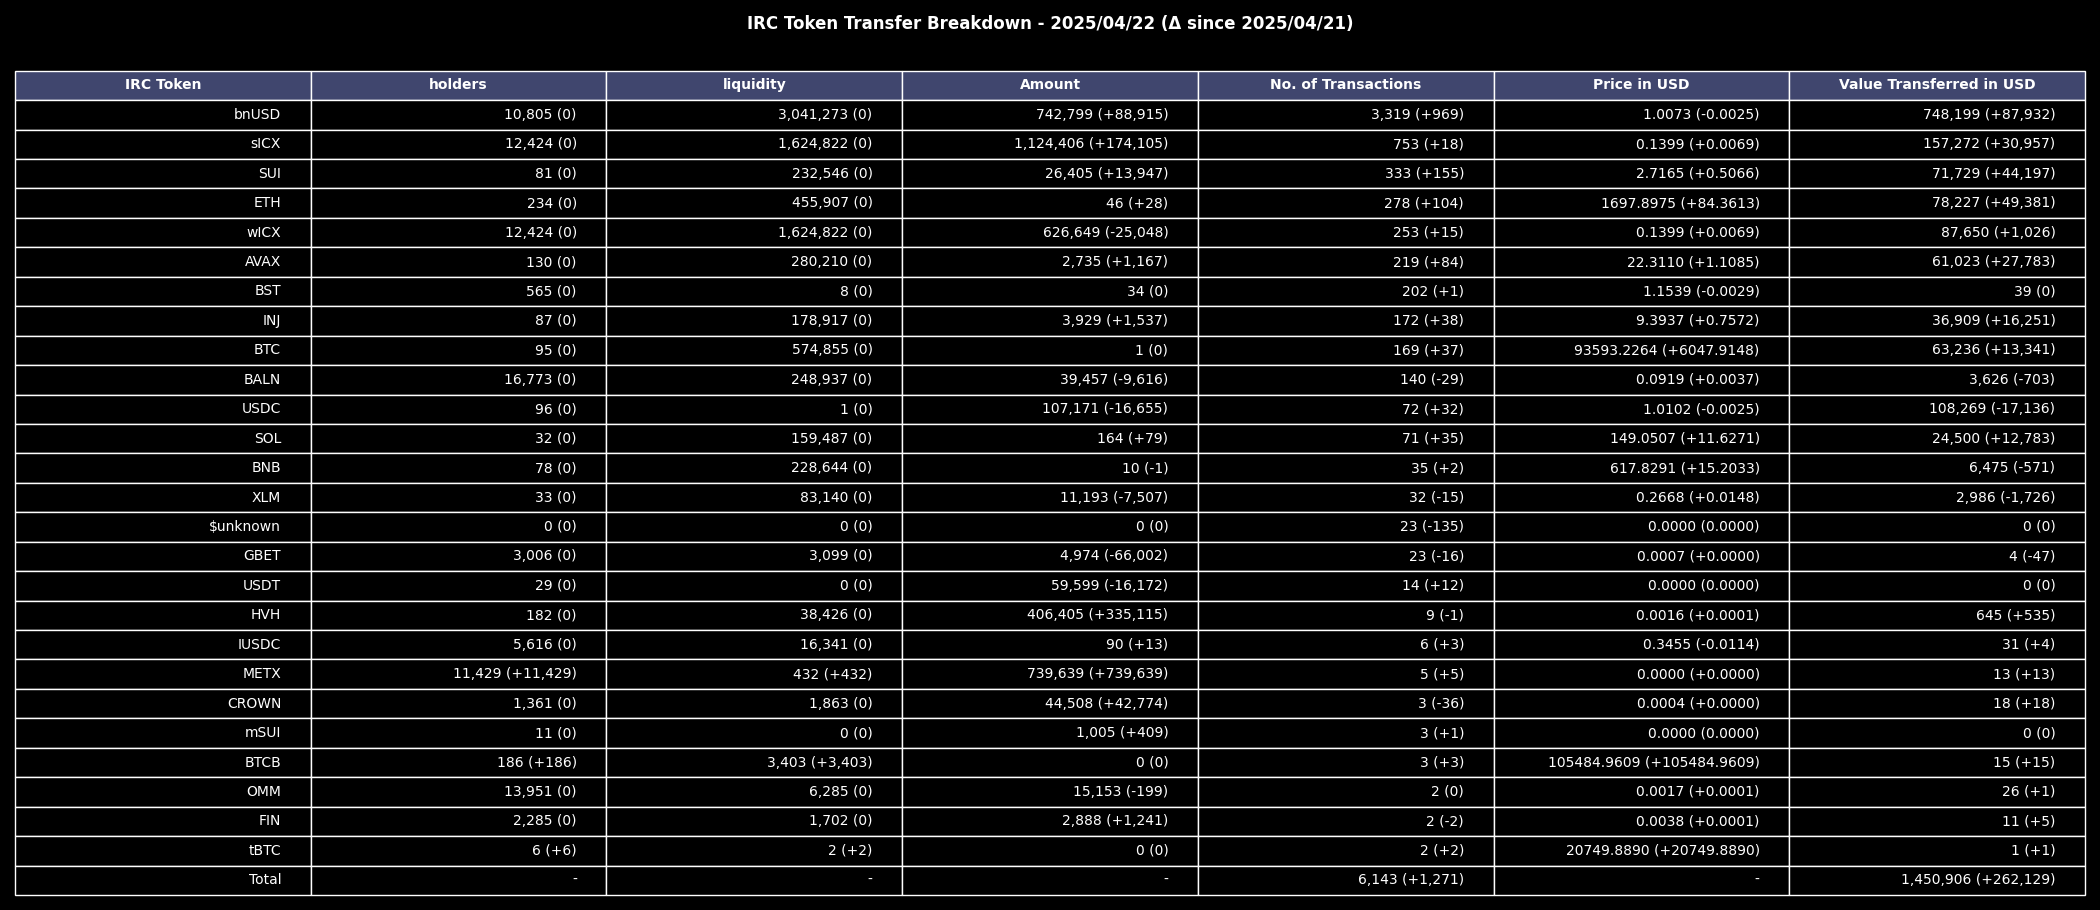 IRC Token Transfer Breakdown - 2025/04/22 (Δ since 2025/04/21)
IRC Token holders liquidity Amount No. of Transactions Price in USD Value Transferred in USD
bnUSD 10,805 (0) 3,041,273 (0) 742,799 (+88,915) 3,319 (+969) 1.0073 (-0.0025) 748,199 (+87,932)
sICX 12,424 (0) 1,624,822 (0) 1,124,406 (+174,105) 753 (+18) 0.1399 (+0.0069) 157,272 (+30,957)
SUI 81 (0) 232,546 (0) 26,405 (+13,947) 333 (+155) 2.7165 (+0.5066) 71,729 (+44,197)
ETH 234 (0) 455,907 (0) 46 (+28) 278 (+104) 1697.8975 (+84.3613) 78,227 (+49,381)
wICX 12,424 (0) 1,624,822 (0) 626,649 (-25,048) 253 (+15) 0.1399 (+0.0069) 87,650 (+1,026)
AVAX 130 (0) 280,210 (0) 2,735 (+1,167) 219 (+84) 22.3110 (+1.1085) 61,023 (+27,783)
BST 565 (0) 8 (0) 34 (0) 202 (+1) 1.1539 (-0.0029) 39 (0)
INJ 87 (0) 178,917 (0) 3,929 (+1,537) 172 (+38) 9.3937 (+0.7572) 36,909 (+16,251)
BTC 95 (0) 574,855 (0) 1 (0) 169 (+37) 93593.2264 (+6047.9148) 63,236 (+13,341)
BALN 16,773 (0) 248,937 (0) 39,457 (-9,616) 140 (-29) 0.0919 (+0.0037) 3,626 (-703)
USDC 96 (0) 1 (0) 107,171 (-16,655) 72 (+32) 1.0102 (-0.0025) 108,269 (-17,136)
SOL 32 (0) 159,487 (0) 164 (+79) 71 (+35) 149.0507 (+11.6271) 24,500 (+12,783)
BNB 78 (0) 228,644 (0) 10 (-1) 35 (+2) 617.8291 (+15.2033) 6,475 (-571)
XLM 33 (0) 83,140 (0) 11,193 (-7,507) 32 (-15) 0.2668 (+0.0148) 2,986 (-1,726)
$unknown 0 (0) 0 (0) 0 (0) 23 (-135) 0.0000 (0.0000) 0 (0)
GBET 3,006 (0) 3,099 (0) 4,974 (-66,002) 23 (-16) 0.0007 (+0.0000) 4 (-47)
USDT 29 (0) 0 (0) 59,599 (-16,172) 14 (+12) 0.0000 (0.0000) 0 (0)
HVH 182 (0) 38,426 (0) 406,405 (+335,115) 9 (-1) 0.0016 (+0.0001) 645 (+535)
IUSDC 5,616 (0) 16,341 (0) 90 (+13) 6 (+3) 0.3455 (-0.0114) 31 (+4)
METX 11,429 (+11,429) 432 (+432) 739,639 (+739,639) 5 (+5) 0.0000 (+0.0000) 13 (+13)
CROWN 1,361 (0) 1,863 (0) 44,508 (+42,774) 3 (-36) 0.0004 (+0.0000) 18 (+18)
mSUI 11 (0) 0 (0) 1,005 (+409) 3 (+1) 0.0000 (0.0000) 0 (0)
BTCB 186 (+186) 3,403 (+3,403) 0 (0) 3 (+3) 105484.9609 (+105484.9609) 15 (+15)
OMM 13,951 (0) 6,285 (0) 15,153 (-199) 2 (0) 0.0017 (+0.0001) 26 (+1)
FIN 2,285 (0) 1,702 (0) 2,888 (+1,241) 2 (-2) 0.0038 (+0.0001) 11 (+5)
tBTC 6 (+6) 2 (+2) 0 (0) 2 (+2) 20749.8890 (+20749.8890) 1 (+1)
Total - - - 6,143 (+1,271) - 1,450,906 (+262,129)